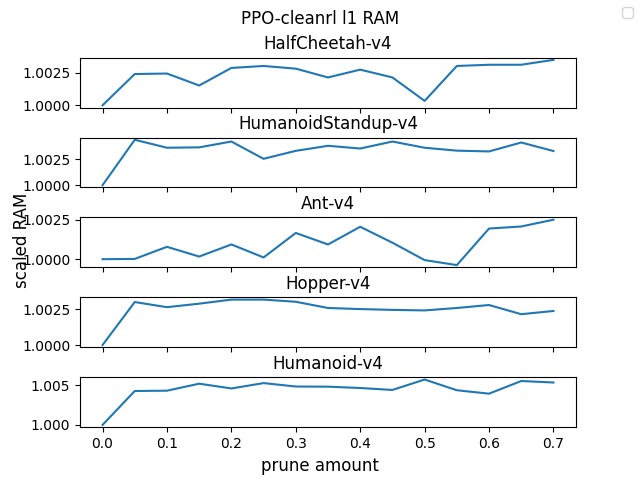 PPO-cleanrl l1 RAM
HalfCheetah-v4
1.0025
1.0000
HumanoidStandup-v4
1.0025
1.0000
Ant-v4
1.0025
1.0000
scaled RAM
Hopper-v4
1.0025
1.0000
Humanoid-v4
1.005
1.000
0.0 0.1 0.2 0.3 0.4 0.5 0.6 0.7
prune amount